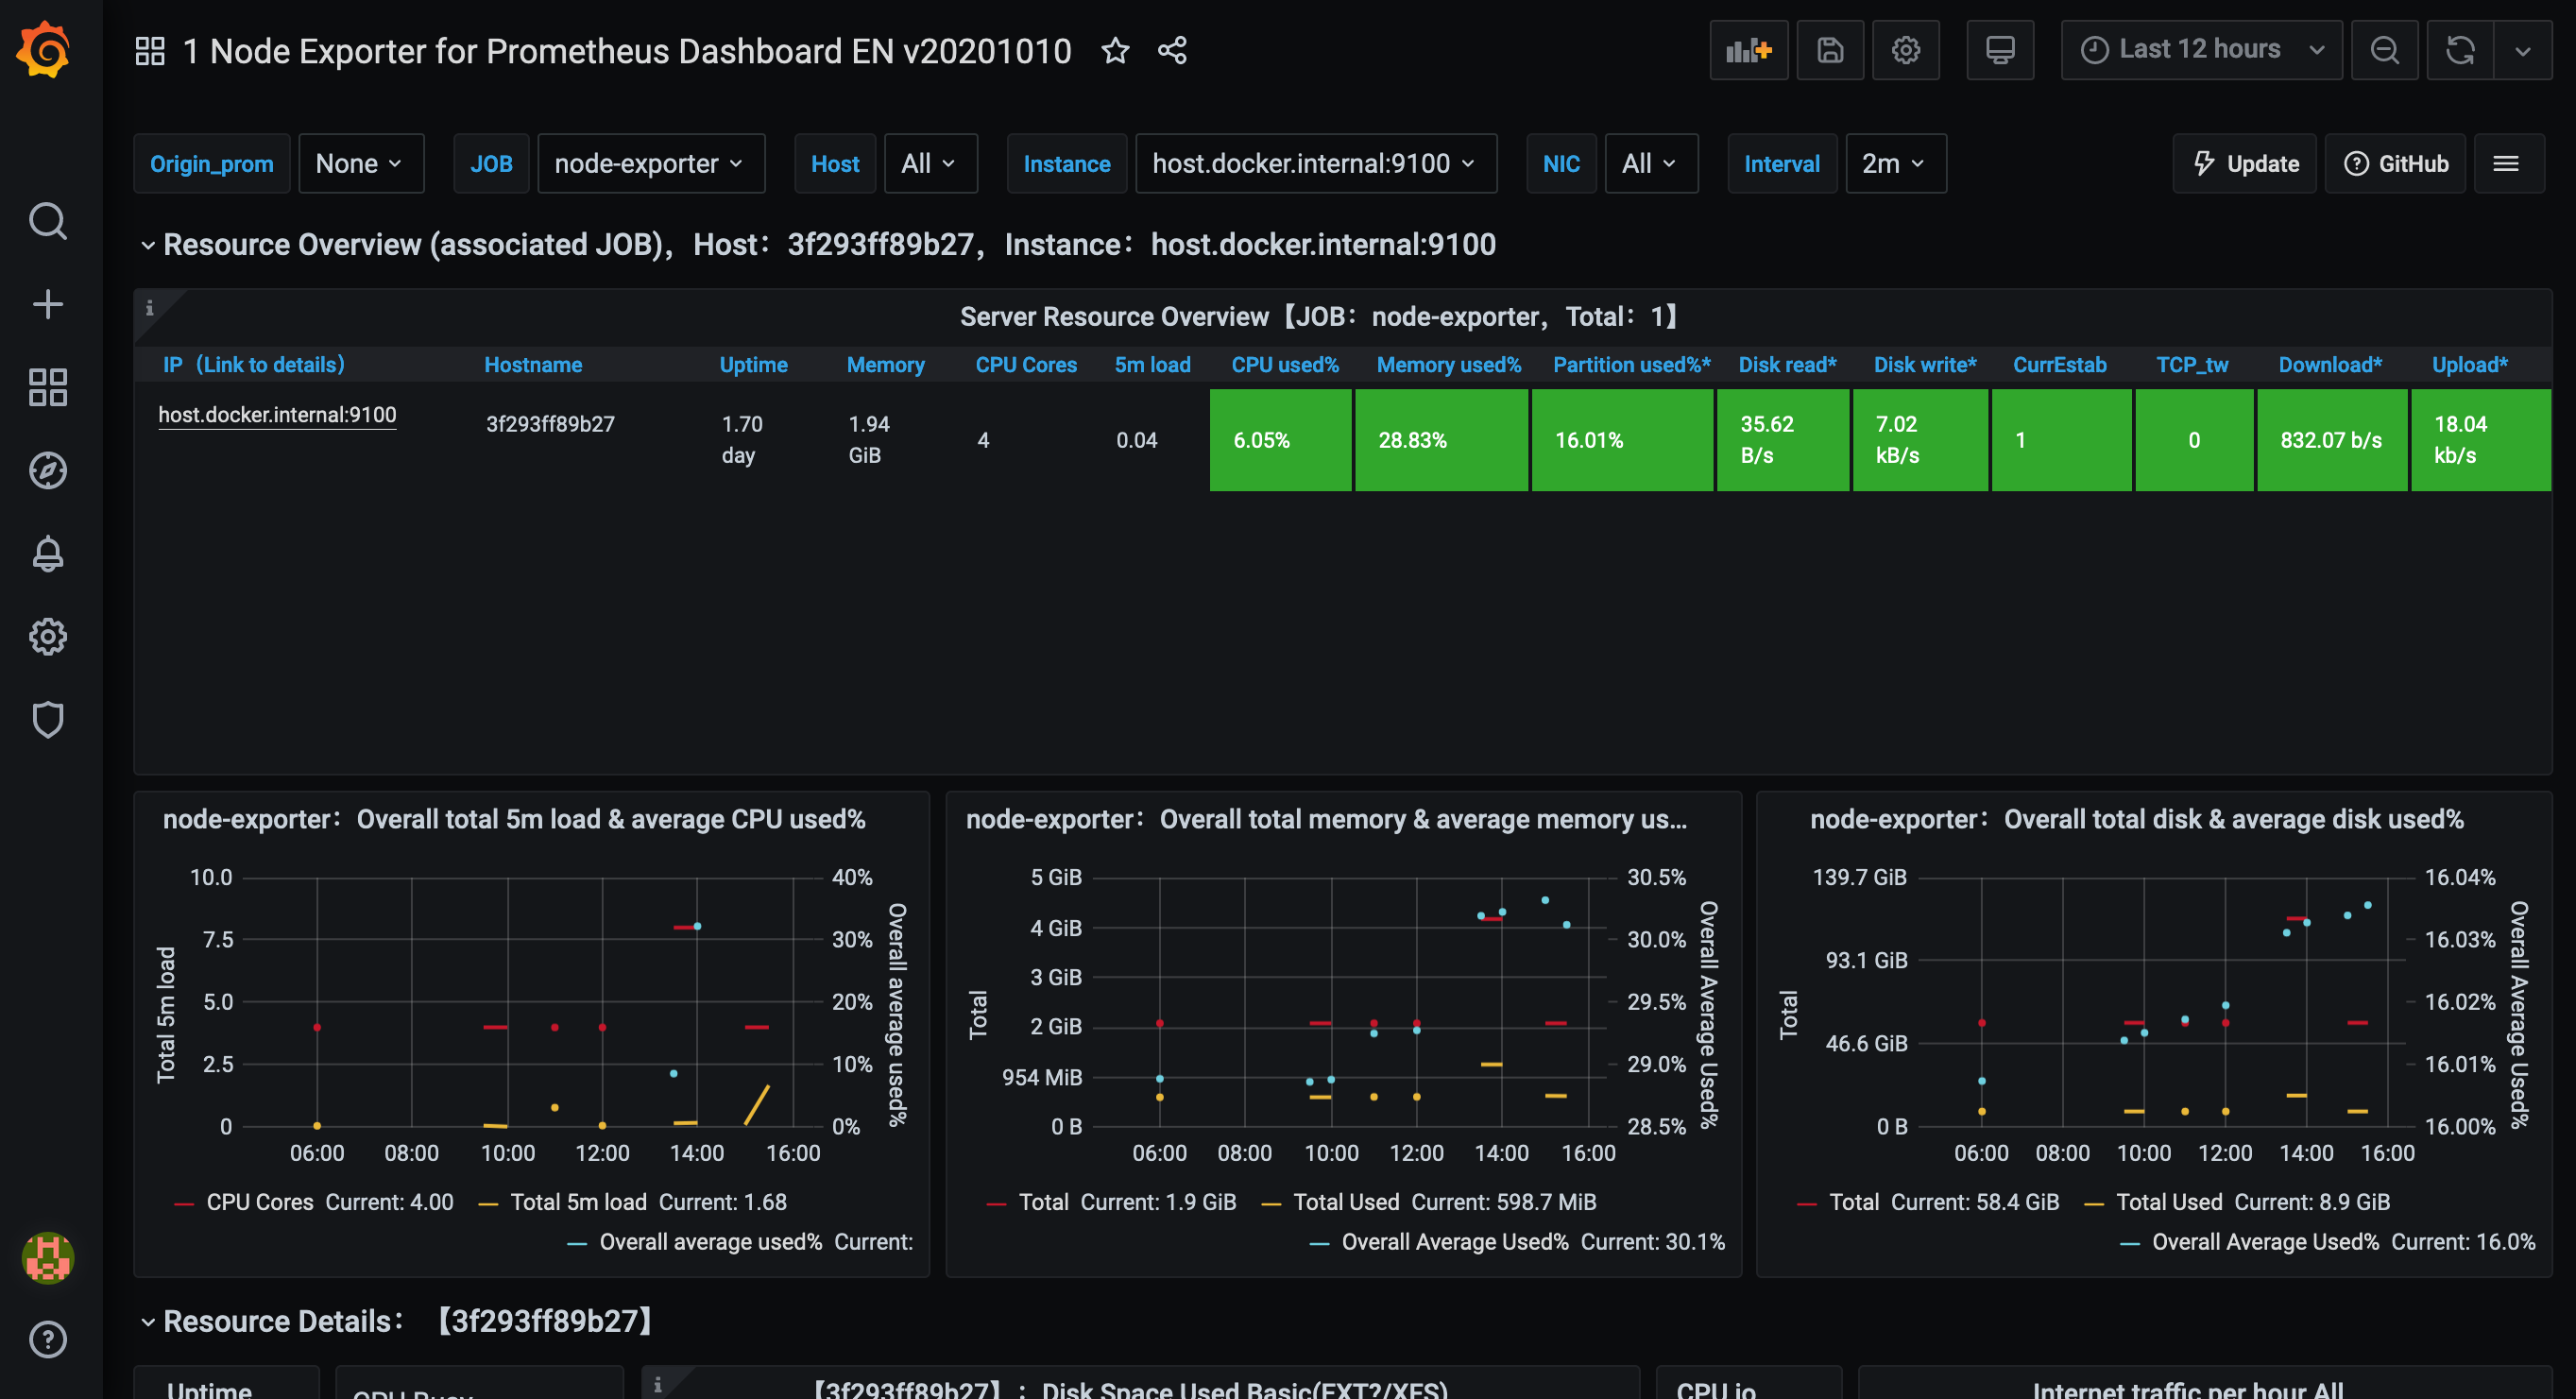 1 Node Exporter for Prometheus Dashboard EN v20201010
Last 12 hours
Origin_prom None JOB node-exporter Host All Instance host.docker.internal:9100 NIC All Interval 2m Update GitHub
Resource Overview (associated JOB)，Host：3f293ff89b27，Instance：host.docker.internal:9100
Server Resource Overview【JOB：node-exporter，Total：1】
IP（Link to details） Hostname Uptime Memory CPU Cores 5m load CPU used% Memory used% Partition used%* Disk read* Disk write* CurrEstab TCP_tw Download* Upload*
host.docker.internal:9100 3f293ff89b27 1.70 day 1.94 GiB 4 0.04 6.05% 28.83% 16.01% 35.62 B/s 7.02 kB/s 1 0 832.07 b/s 18.04 kb/s
node-exporter：Overall total 5m load & average CPU used%
Total 5m load
10.0
7.5
5.0
2.5
0
40%
30%
20%
10%
0%
Overall average used%
06:00 08:00 10:00 12:00 14:00 16:00
CPU Cores Current: 4.00 Total 5m load Current: 1.68
Overall average used% Current:
node-exporter：Overall total memory & average memory us...
Total
5 GiB
4 GiB
3 GiB
2 GiB
954 MiB
0 B
30.5%
30.0%
29.5%
29.0%
28.5%
Overall Average Used%
06:00 08:00 10:00 12:00 14:00 16:00
Total Current: 1.9 GiB Total Used Current: 598.7 MiB
Overall Average Used% Current: 30.1%
node-exporter：Overall total disk & average disk used%
Total
139.7 GiB
93.1 GiB
46.6 GiB
0 B
16.04%
16.03%
16.02%
16.01%
16.00%
Overall Average Used%
06:00 08:00 10:00 12:00 14:00 16:00
Total Current: 58.4 GiB Total Used Current: 8.9 GiB
Overall Average Used% Current: 16.0%
Resource Details：【3f293ff89b27】
Uptime
CPU Busy
【3f293ff89b27】：Disk Space Used Basic(EXT?/XFS)
CPU io
Internet traffic per hour All